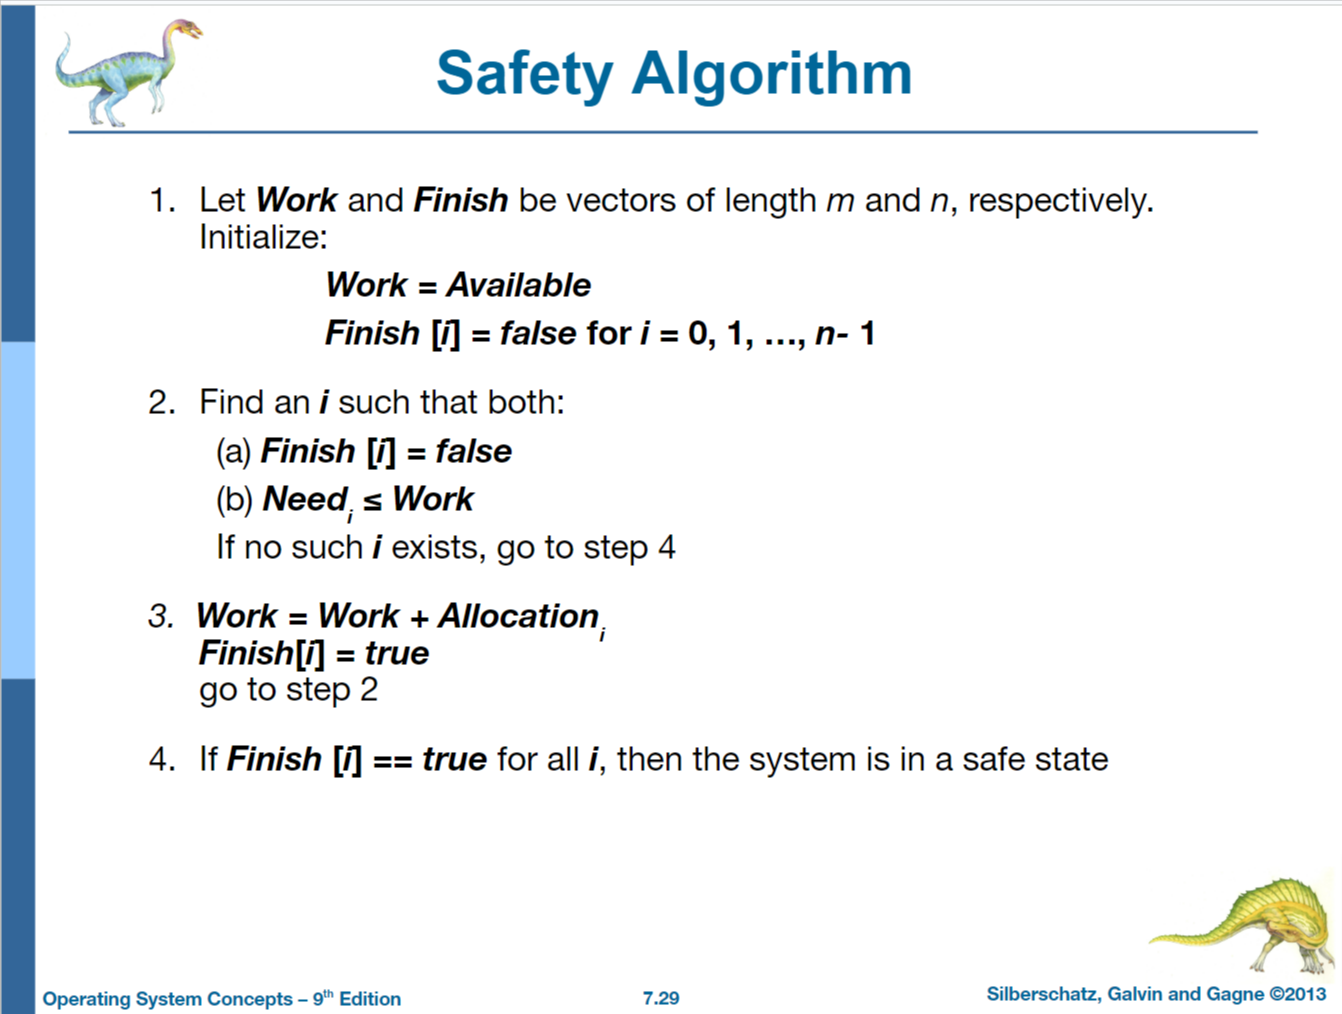 Safety Algorithm
1. Let Work and Finish be vectors of length m and n, respectively.
Initialize:
Work = Available
Finish [i] = false for i = 0, 1, …, n- 1
2. Find an i such that both:
(a) Finish [i] = false
(b) Needi ≤ Work
If no such i exists, go to step 4
3. Work = Work + Allocationi
Finish[i] = true
go to step 2
4. If Finish [i] == true for all i, then the system is in a safe state
Operating System Concepts – 9th Edition
7.29
Silberschatz, Galvin and Gagne ©2013